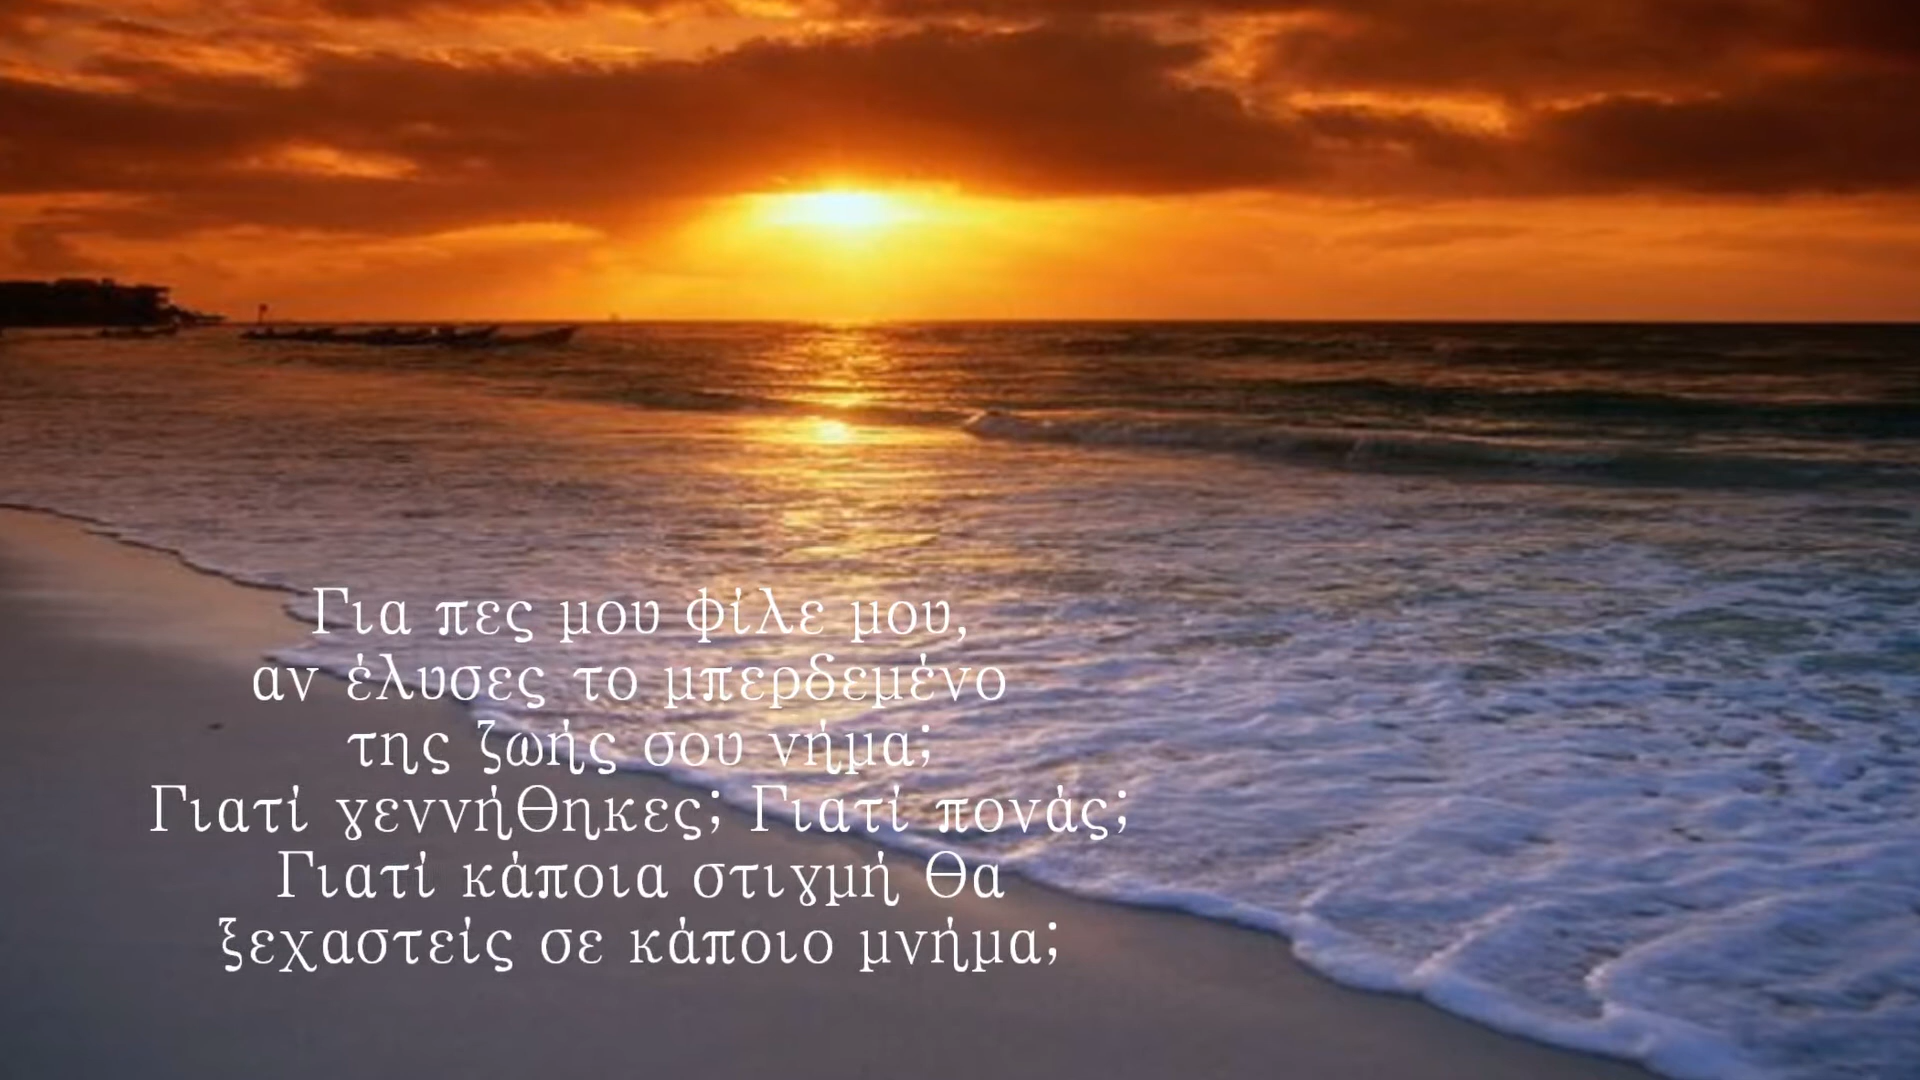 Για πες μου φίλε μου,
αν έλυσες το μπερδεμένο
της ζωής σου νήμα;
Γιατί γεννήθηκες; Γιατί πονάς;
Γιατί κάποια στιγμή θα
ξεχαστείς σε κάποιο μνήμα;